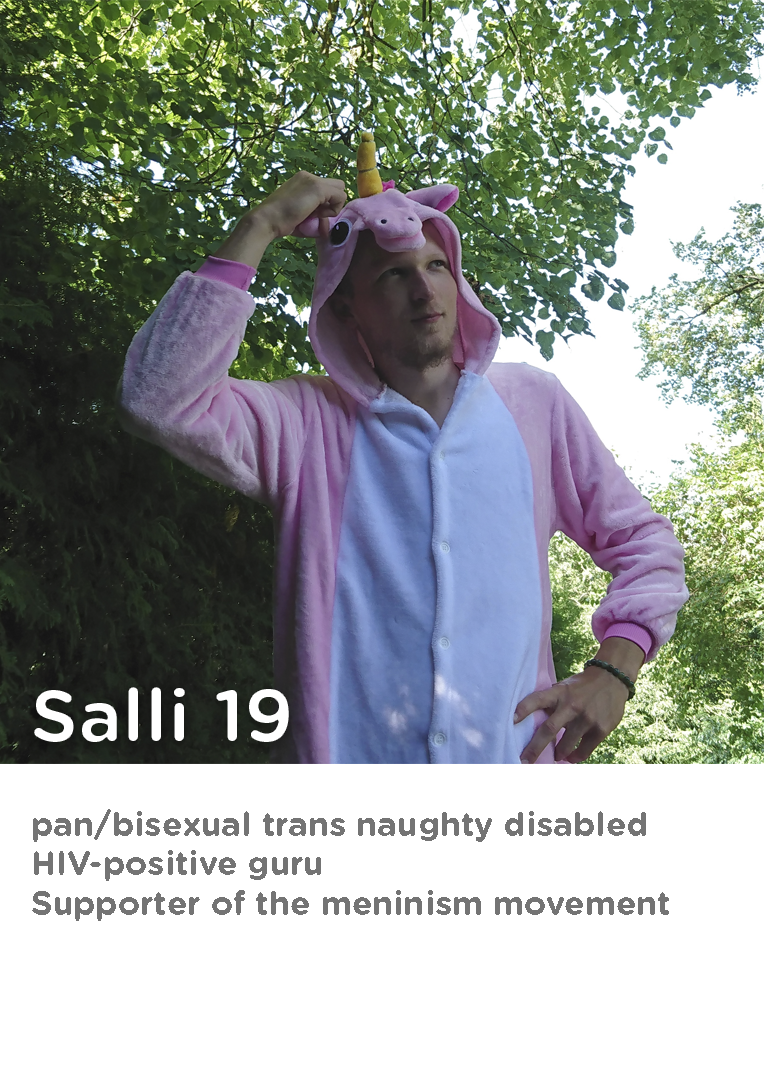 Salli 19
pan/bisexual trans naughty disabled
HIV-positive guru
Supporter of the meninism movement